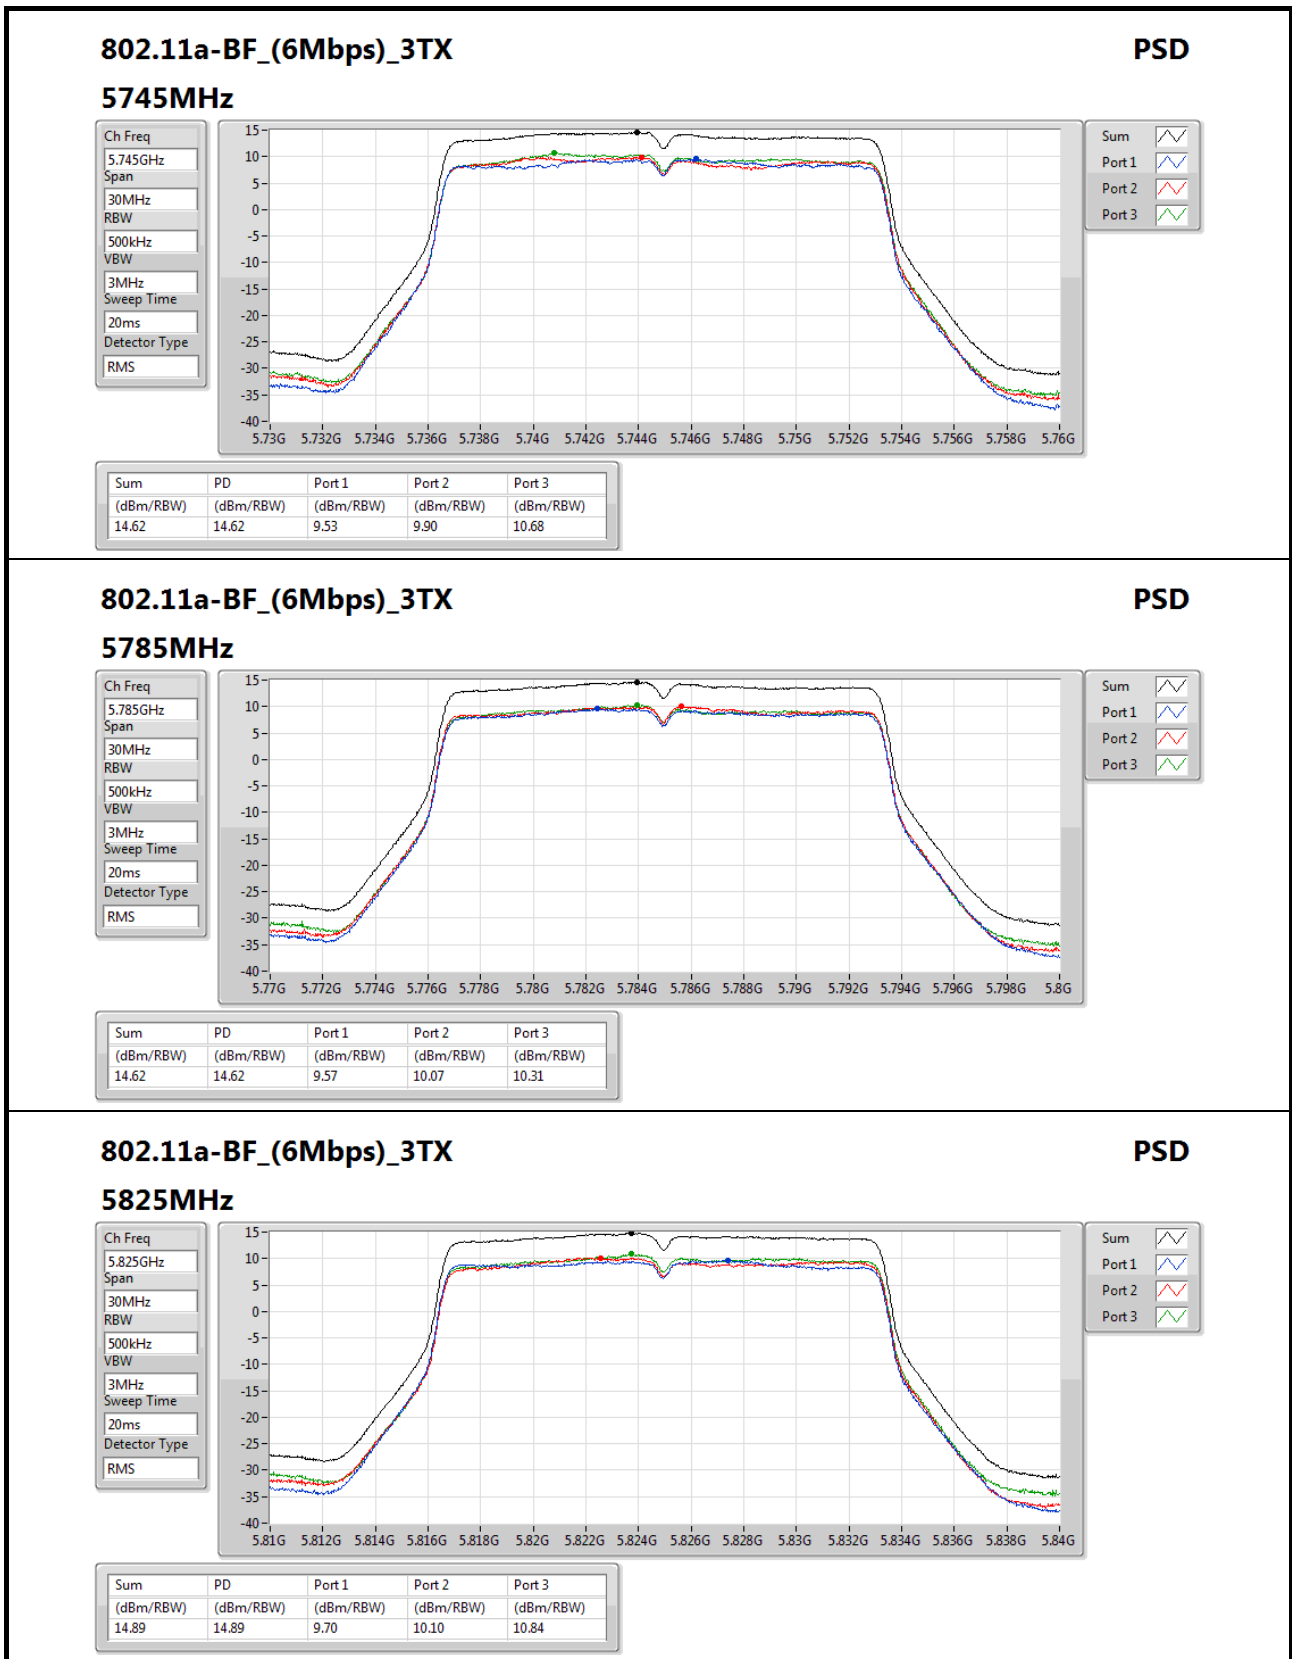 802.11a-BF_(6Mbps)_3TX PSD
5745MHz
Ch Freq
5.745GHz
Span
30MHz
RBW
500kHz
VBW
3MHz
Sweep Time
20ms
Detector Type
RMS
15
10
5
0
-5
-10
-15
-20
-25
-30
-35
-40
5.73G 5.732G 5.734G 5.736G 5.738G 5.74G 5.742G 5.744G 5.746G 5.748G 5.75G 5.752G 5.754G 5.756G 5.758G 5.76G
Sum
Port 1
Port 2
Port 3
Sum PD Port 1 Port 2 Port 3
(dBm/RBW) (dBm/RBW) (dBm/RBW) (dBm/RBW) (dBm/RBW)
14.62 14.62 9.53 9.90 10.68
802.11a-BF_(6Mbps)_3TX PSD
5785MHz
Ch Freq
5.785GHz
Span
30MHz
RBW
500kHz
VBW
3MHz
Sweep Time
20ms
Detector Type
RMS
15
10
5
0
-5
-10
-15
-20
-25
-30
-35
-40
5.77G 5.772G 5.774G 5.776G 5.778G 5.78G 5.782G 5.784G 5.786G 5.788G 5.79G 5.792G 5.794G 5.796G 5.798G 5.8G
Sum
Port 1
Port 2
Port 3
Sum PD Port 1 Port 2 Port 3
(dBm/RBW) (dBm/RBW) (dBm/RBW) (dBm/RBW) (dBm/RBW)
14.62 14.62 9.57 10.07 10.31
802.11a-BF_(6Mbps)_3TX PSD
5825MHz
Ch Freq
5.825GHz
Span
30MHz
RBW
500kHz
VBW
3MHz
Sweep Time
20ms
Detector Type
RMS
15
10
5
0
-5
-10
-15
-20
-25
-30
-35
-40
5.81G 5.812G 5.814G 5.816G 5.818G 5.82G 5.822G 5.824G 5.826G 5.828G 5.83G 5.832G 5.834G 5.836G 5.838G 5.84G
Sum
Port 1
Port 2
Port 3
Sum PD Port 1 Port 2 Port 3
(dBm/RBW) (dBm/RBW) (dBm/RBW) (dBm/RBW) (dBm/RBW)
14.89 14.89 9.70 10.10 10.84